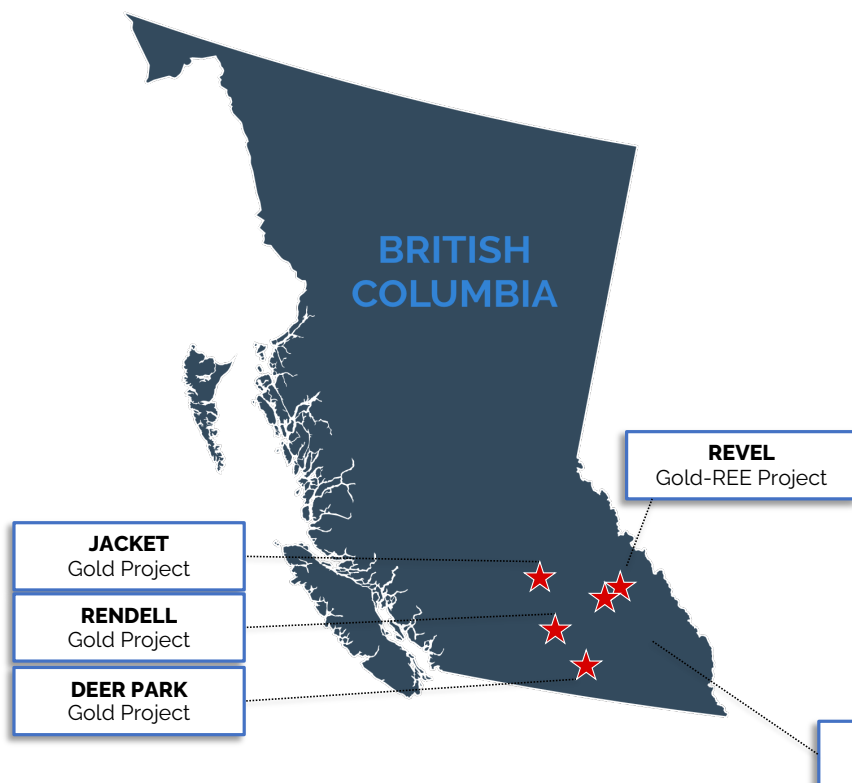 BRITISH
COLUMBIA
REVEL
Gold-REE Project
JACKET
Gold Project
RENDELL
Gold Project
DEER PARK
Gold Project